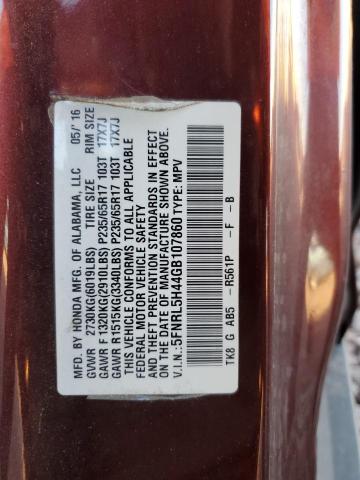 MFD. BY HONDA MFG. OF ALABAMA, LLC 05/ 16
GVWR 2730KG(6019LBS) TIRE SIZE RIM SIZE
GAWR F 1320KG(2910LBS) P235/65R17 103T 17X7J
GAWR R1515KG(3340LBS) P235/65R17 103T 17X7J
THIS VEHICLE CONFORMS TO ALL APPLICABLE
FEDERAL MOTOR VEHICLE SAFETY,
AND THEFT PREVENTION STANDARDS IN EFFECT
ON THE DATE OF MANUFACTURE SHOWN ABOVE.
V.I.N.: 5FNRL5H44GB107860 TYPE: MPV
TK8 G AB5 - R561P - F - B